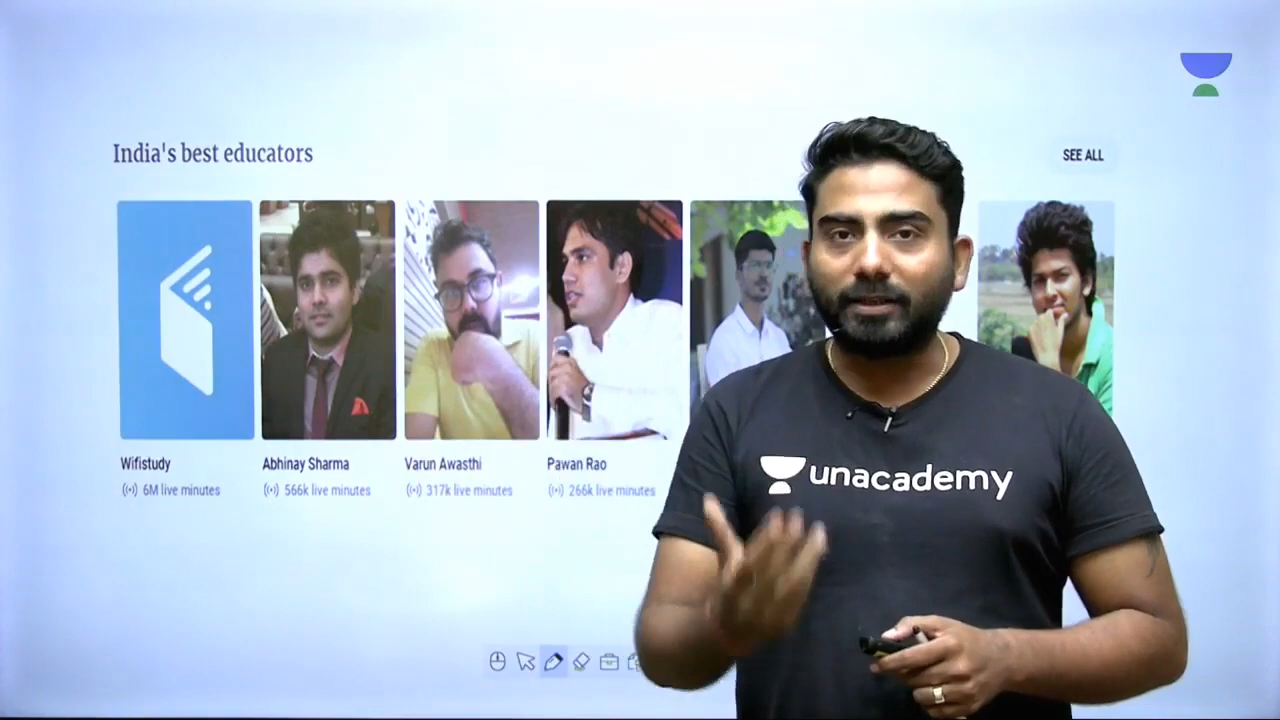 India's best educators
SEE ALL
Wifistudy
Abhinay Sharma
Varun Awasthi
Pawan Rao
6M live minutes
566k live minutes
317k live minutes
266k live minutes
unacademy